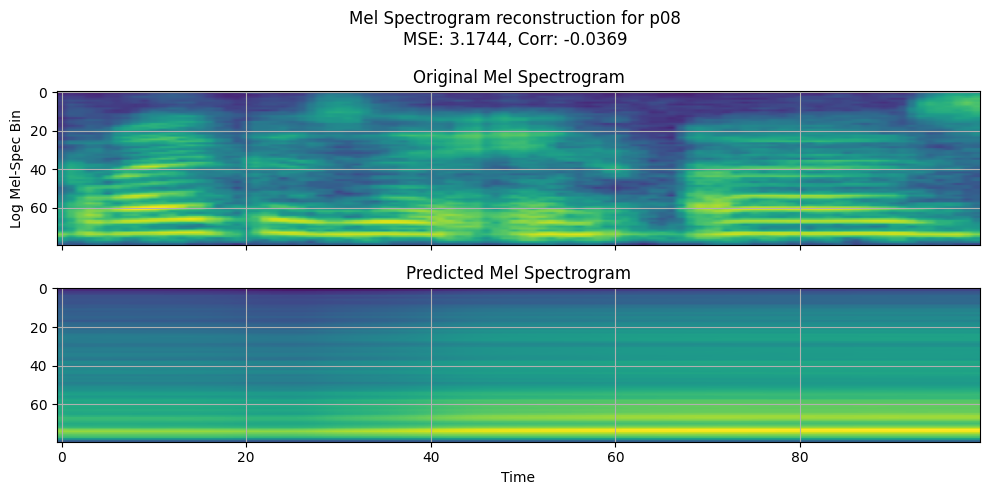 Mel Spectrogram reconstruction for p08
MSE: 3.1744, Corr: -0.0369
Original Mel Spectrogram
0
20
40
60
Log Mel-Spec Bin
Predicted Mel Spectrogram
0
20
40
60
0 20 40 60 80
Time